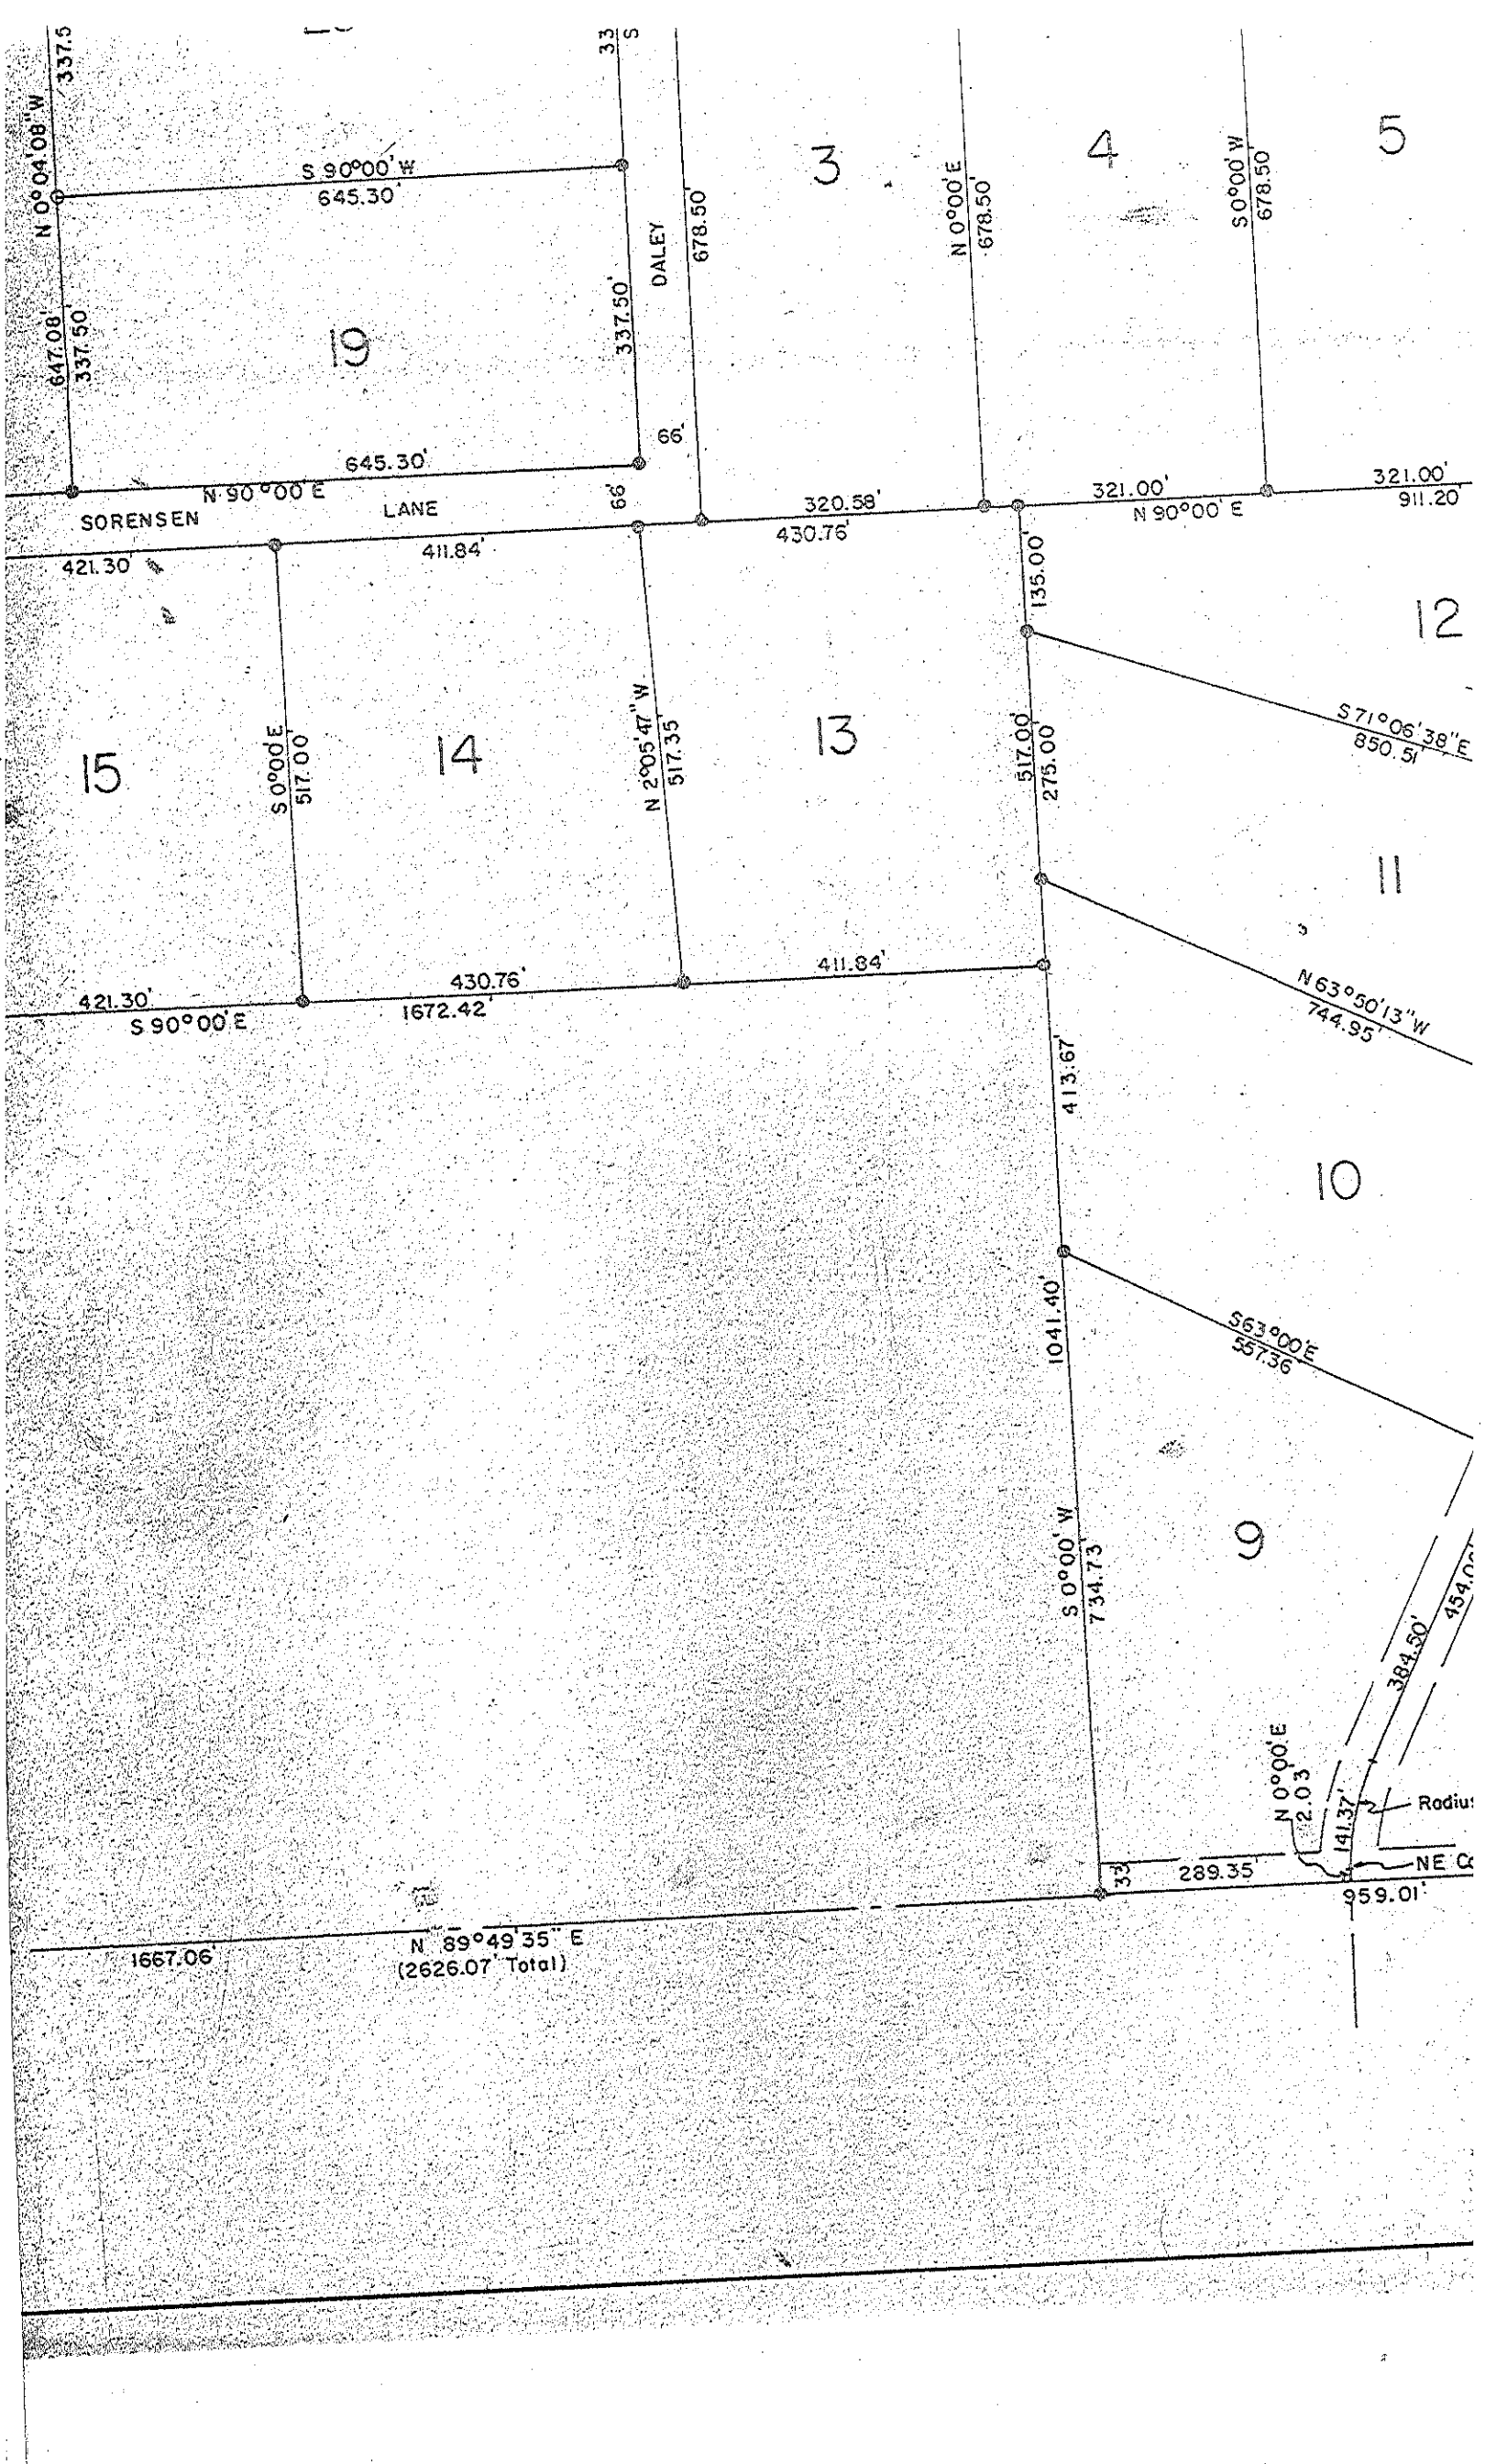 337.5
N 0°04'08" W
33
S
S 90°00' W
645.30'
647.08'
337.50'
19
337.50'
DALEY
678.50'
3
N 0°00' E
678.50'
4
S 0°00' W
678.50'
5
645.30'
N 90°00' E
66'
SORENSEN
LANE
66'
421.30'
411.84'
320.58'
430.76'
321.00'
N 90°00' E
321.00'
911.20'
135.00'
12
S 71°06'38" E
850.51'
15
S 0°00' E
517.00'
14
N 2°05'47" W
517.35'
13
517.00'
275.00'
11
N 63°50'13" W
744.95'
421.30'
S 90°00' E
430.76'
1672.42'
411.84'
413.67'
10
1041.40'
S 63°00' E
557.36'
S 0°00' W
734.73'
9
384.50'
N 0°00' E
2.03'
141.37'
33'
289.35'
959.01'
1667.06'
N 89°49'35" E
(2626.07' Total)